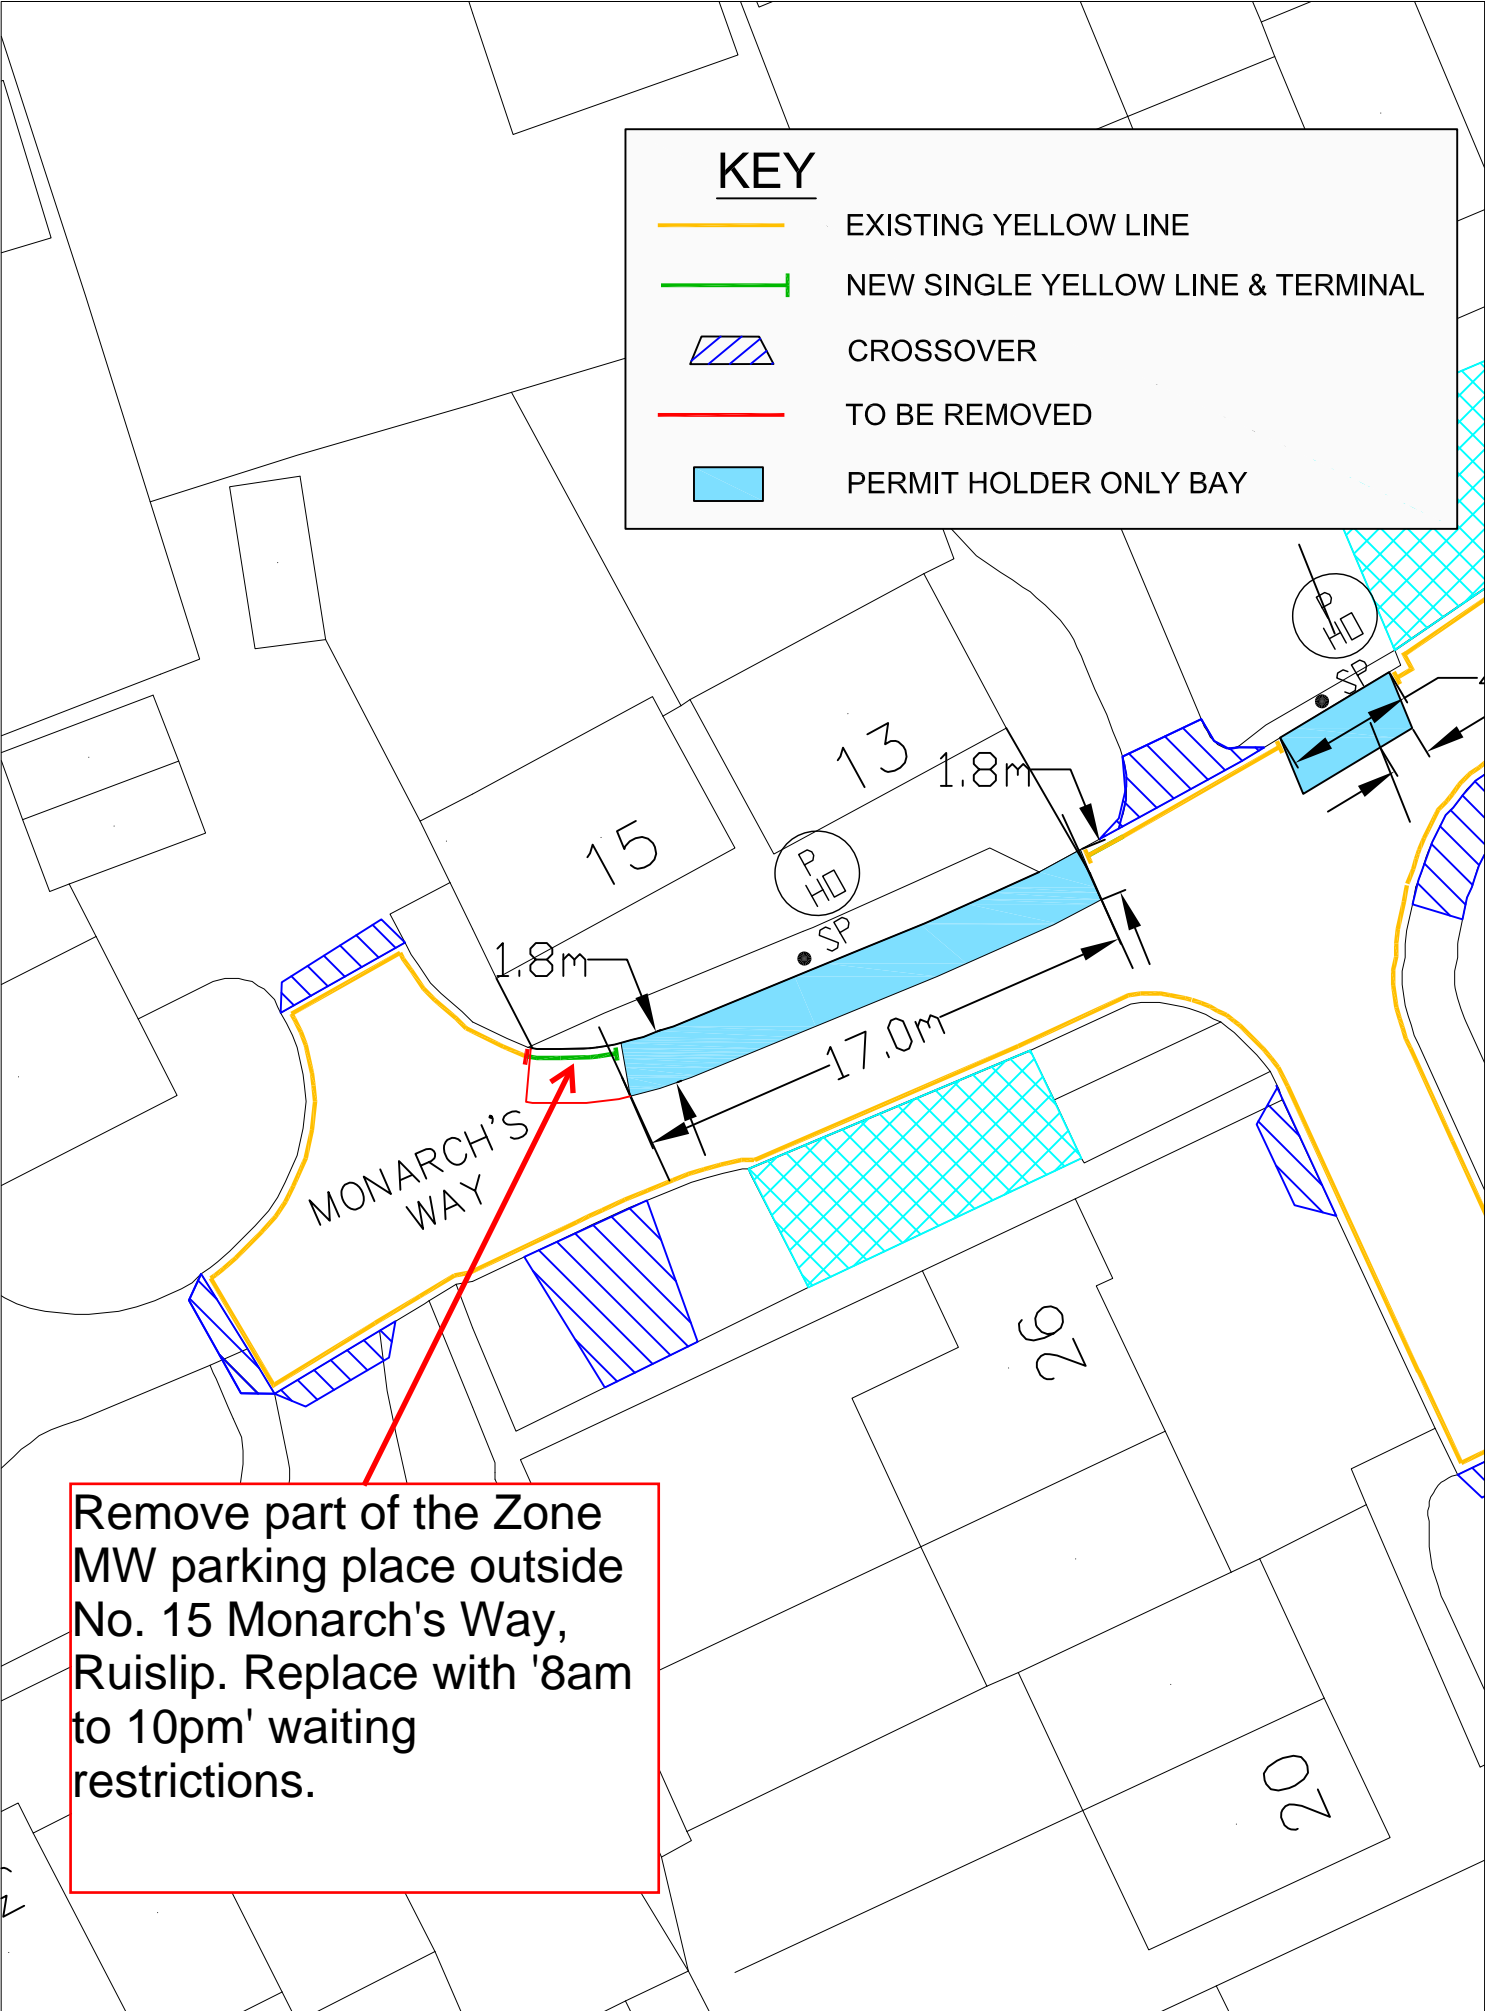 KEY
EXISTING YELLOW LINE
NEW SINGLE YELLOW LINE & TERMINAL
CROSSOVER
TO BE REMOVED
PERMIT HOLDER ONLY BAY
P
HO
SP
13
1.8m
15
P
HO
SP
1.8m
17.0m
MONARCH'S
WAY
26
Remove part of the Zone
MW parking place outside
No. 15 Monarch's Way,
Ruislip. Replace with '8am
to 10pm' waiting
restrictions.
20